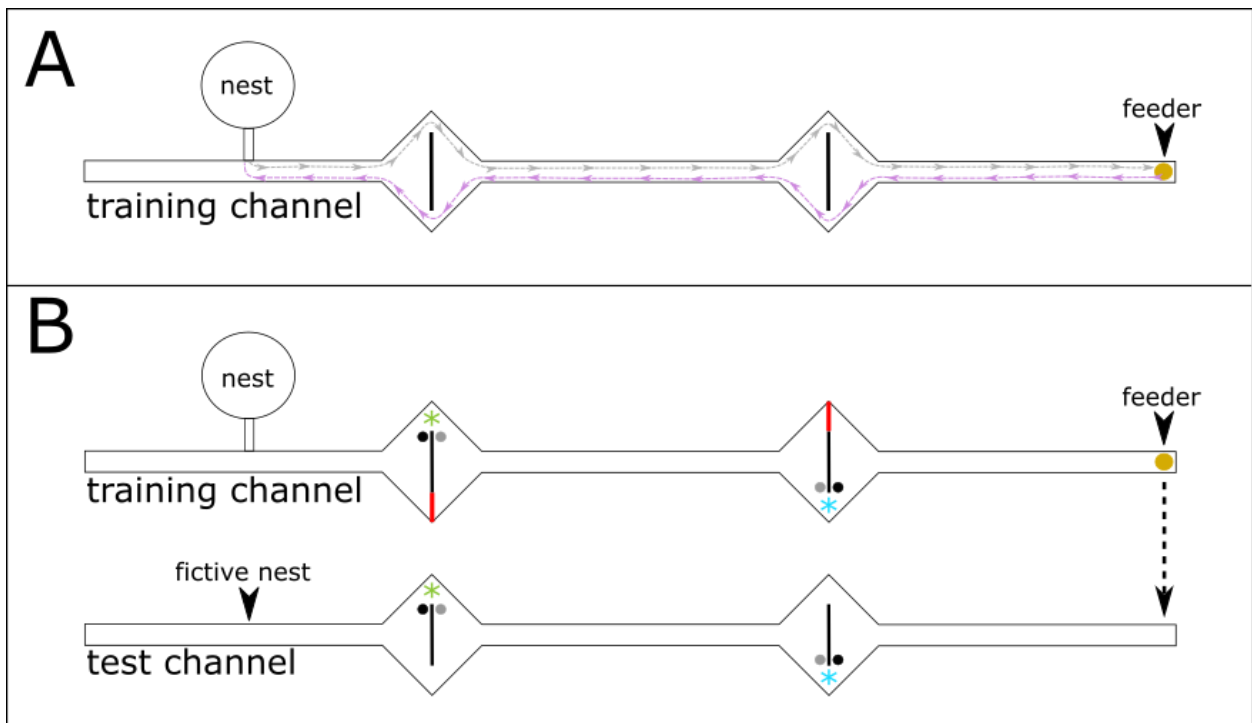 A
nest
feeder
training channel
B
nest
feeder
training channel
fictive nest
test channel